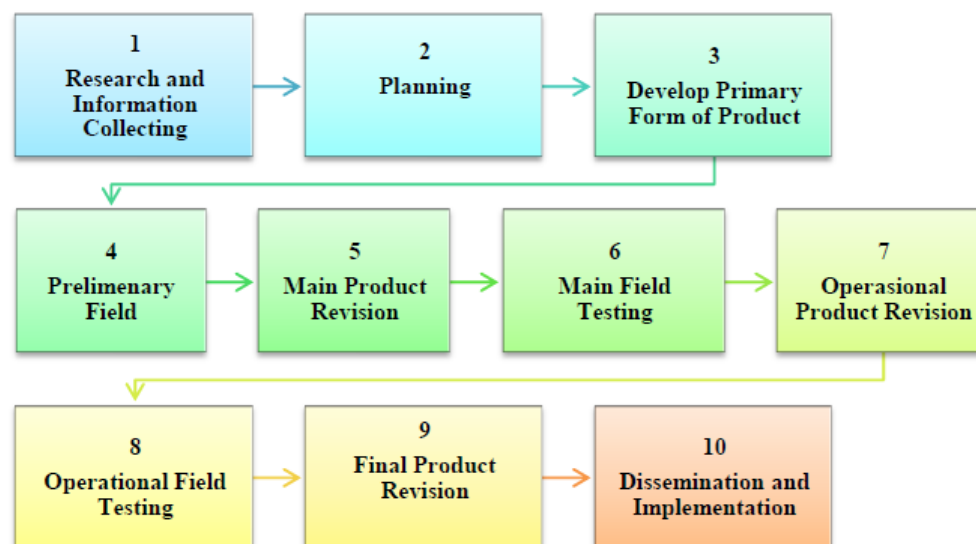 1
Research and
Information
Collecting
2
Planning
3
Develop Primary
Form of Product
4
Prelimenary
Field
5
Main Product
Revision
6
Main Field
Testing
7
Operasional
Product Revision
8
Operational Field
Testing
9
Final Product
Revision
10
Dissemination and
Implementation